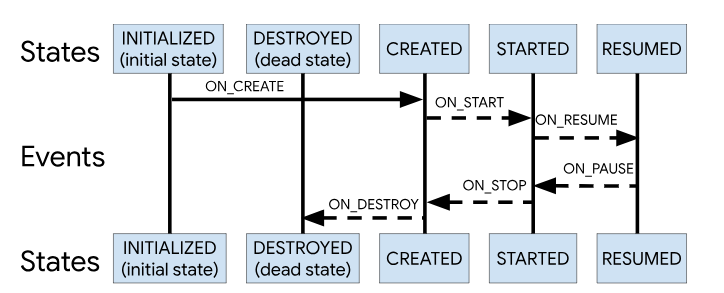 States
INITIALIZED
(initial state)
DESTROYED
(dead state)
CREATED
STARTED
RESUMED
ON_CREATE
ON_START
ON_RESUME
Events
ON_PAUSE
ON_STOP
ON_DESTROY
States
INITIALIZED
(initial state)
DESTROYED
(dead state)
CREATED
STARTED
RESUMED